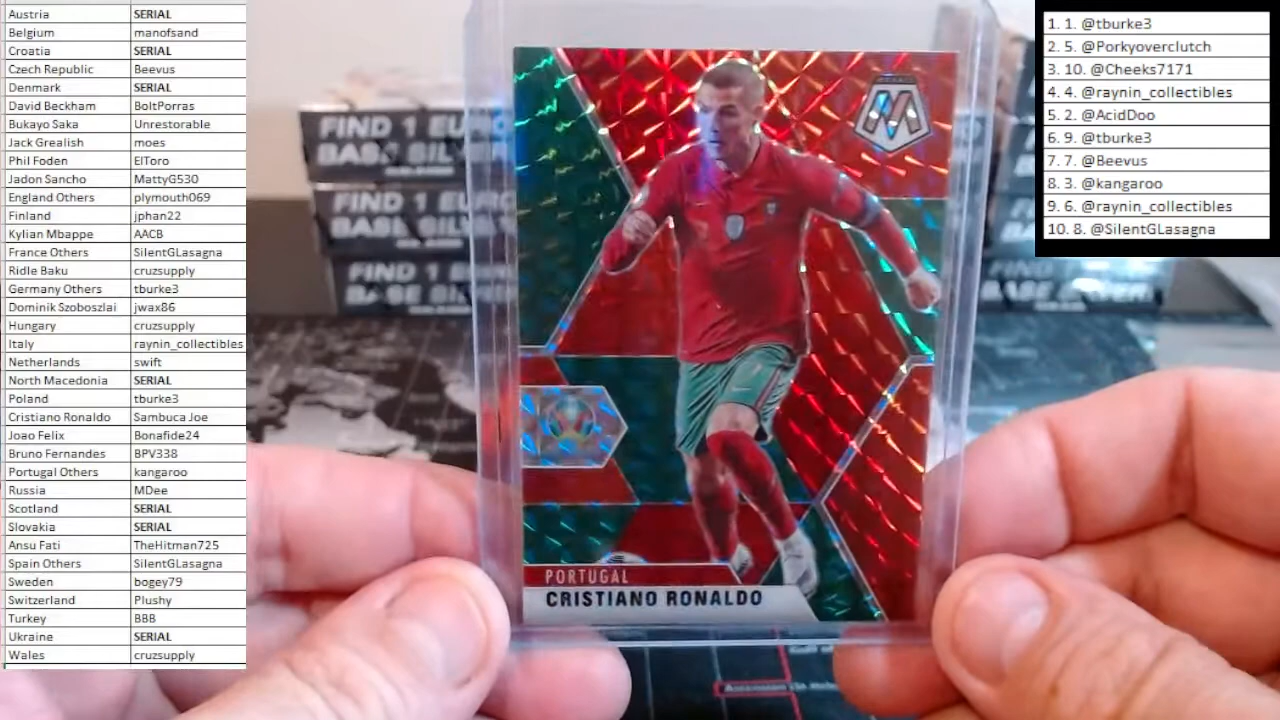 Austria SERIAL
Belgium manofsand
Croatia SERIAL
Czech Republic Beevus
Denmark SERIAL
David Beckham BoltPorras
Bukayo Saka Unrestorable
Jack Grealish moes
Phil Foden ElToro
Jadon Sancho MattyG530
England Others plymouth069
Finland jphan22
Kylian Mbappe AACB
France Others SilentGLasagna
Ridle Baku cruzsupply
Germany Others tburke3
Dominik Szoboszlai jwax86
Hungary cruzsupply
Italy raynin_collectibles
Netherlands swift
North Macedonia SERIAL
Poland tburke3
Cristiano Ronaldo Sambuca Joe
Joao Felix Bonafide24
Bruno Fernandes BPV338
Portugal Others kangaroo
Russia MDee
Scotland SERIAL
Slovakia SERIAL
Ansu Fati TheHitman725
Spain Others SilentGLasagna
Sweden bogey79
Switzerland Plushy
Turkey BBB
Ukraine SERIAL
Wales cruzsupply
FIND 1 EURO
BASE SILVE
FIND 1 EURO
BASE SILV
FIND 1 E
BASE SIL
M
PORTUGAL
CRISTIANO RONALDO
FIND 1 E
BASE SILVER
1. 1. @tburke3
2. 5. @Porkyoverclutch
3. 10. @Cheeks7171
4. 4. @raynin_collectibles
5. 2. @AcidDoo
6. 9. @tburke3
7. 7. @Beevus
8. 3. @kangaroo
9. 6. @raynin_collectibles
10. 8. @SilentGLasagna